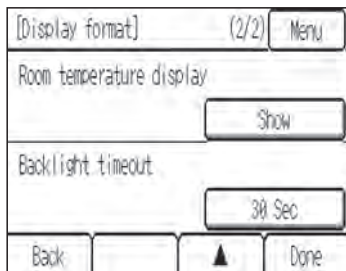 [Display format] (2/2) Menu
Room temperature display
Show
Backlight timeout
30 Sec
Back ▲ Done